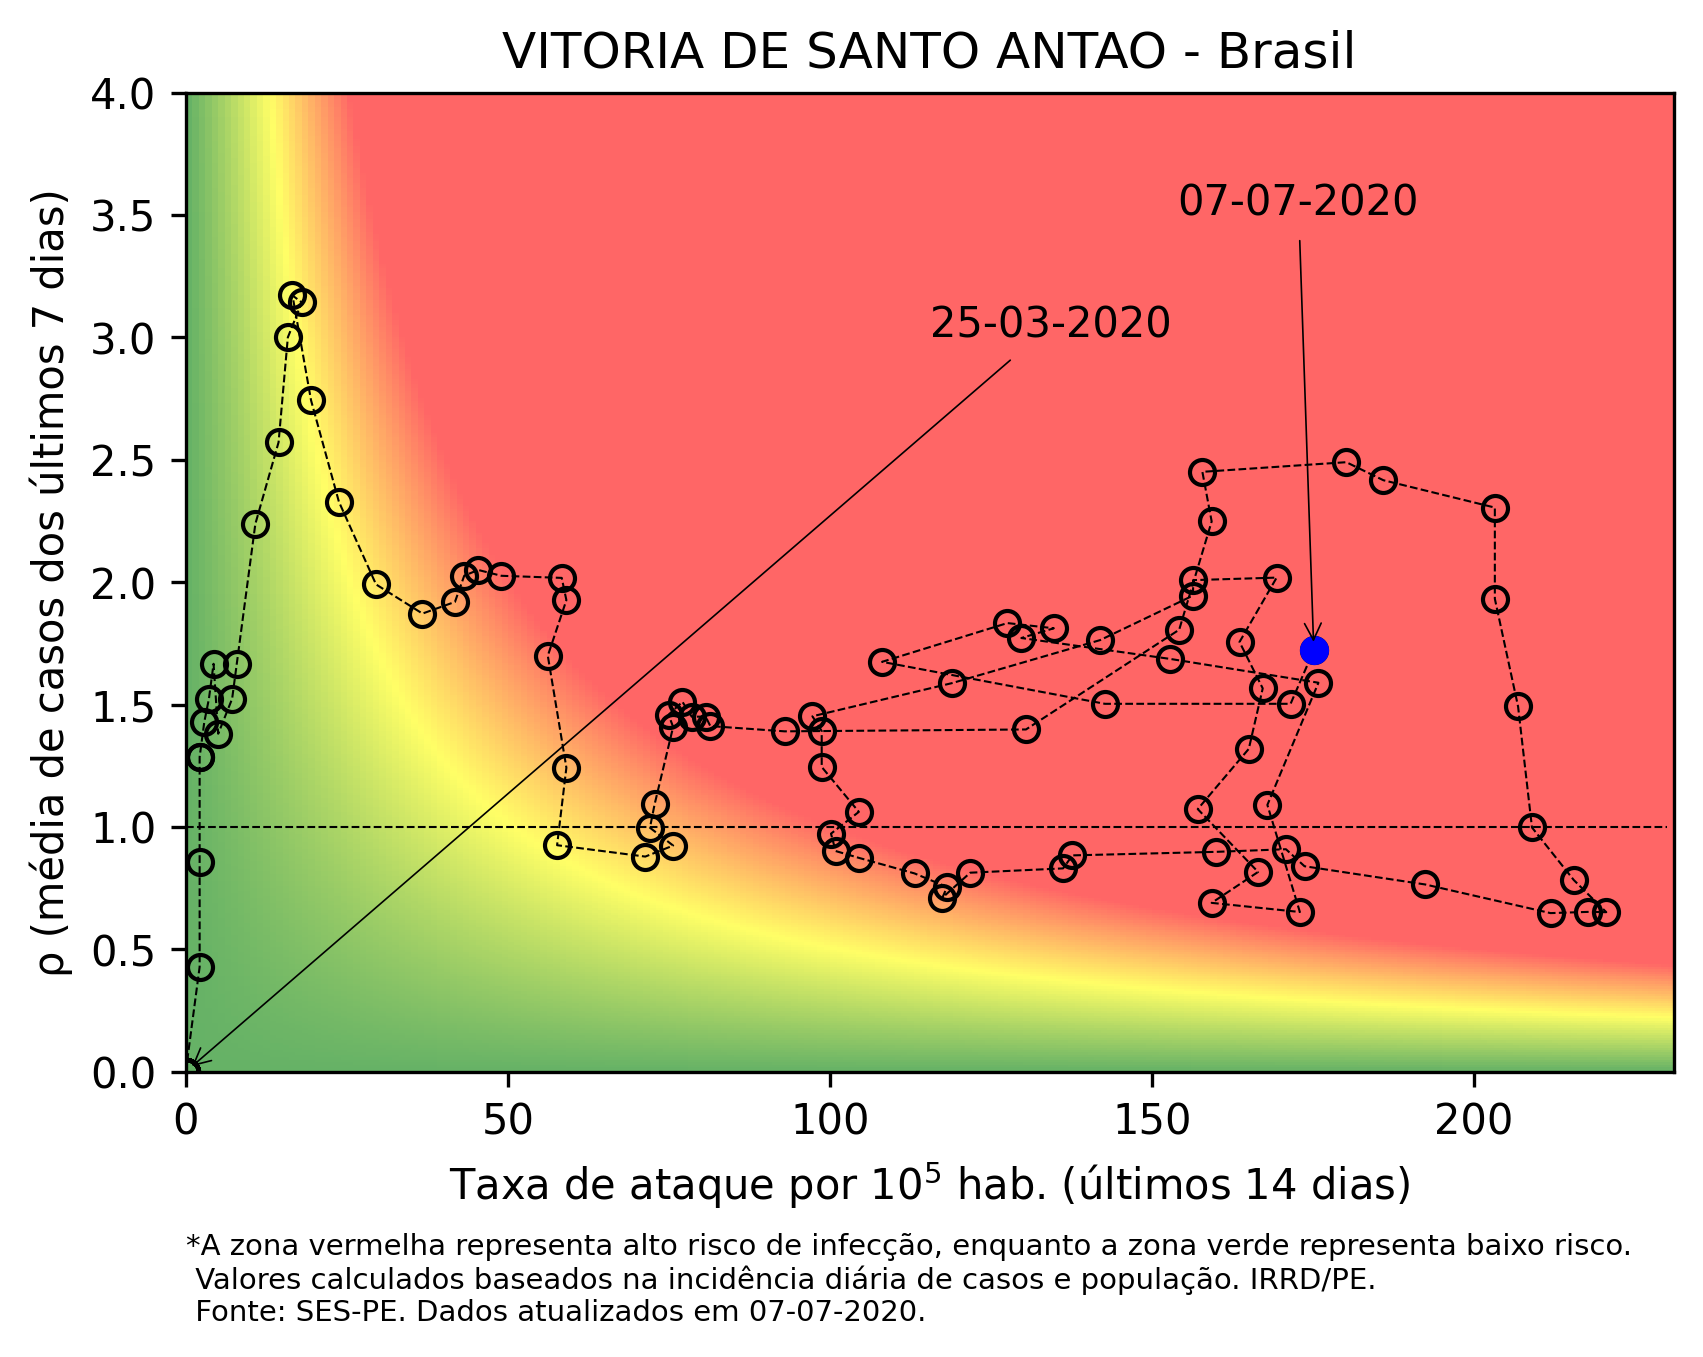 VITORIA DE SANTO ANTAO - Brasil
4.0
3.5
3.0
2.5
2.0
1.5
1.0
0.5
0.0
ρ (média de casos dos últimos 7 dias)
07-07-2020
25-03-2020
0 50 100 150 200
Taxa de ataque por 10⁵ hab. (últimos 14 dias)
*A zona vermelha representa alto risco de infecção, enquanto a zona verde representa baixo risco.
Valores calculados baseados na incidência diária de casos e população. IRRD/PE.
Fonte: SES-PE. Dados atualizados em 07-07-2020.